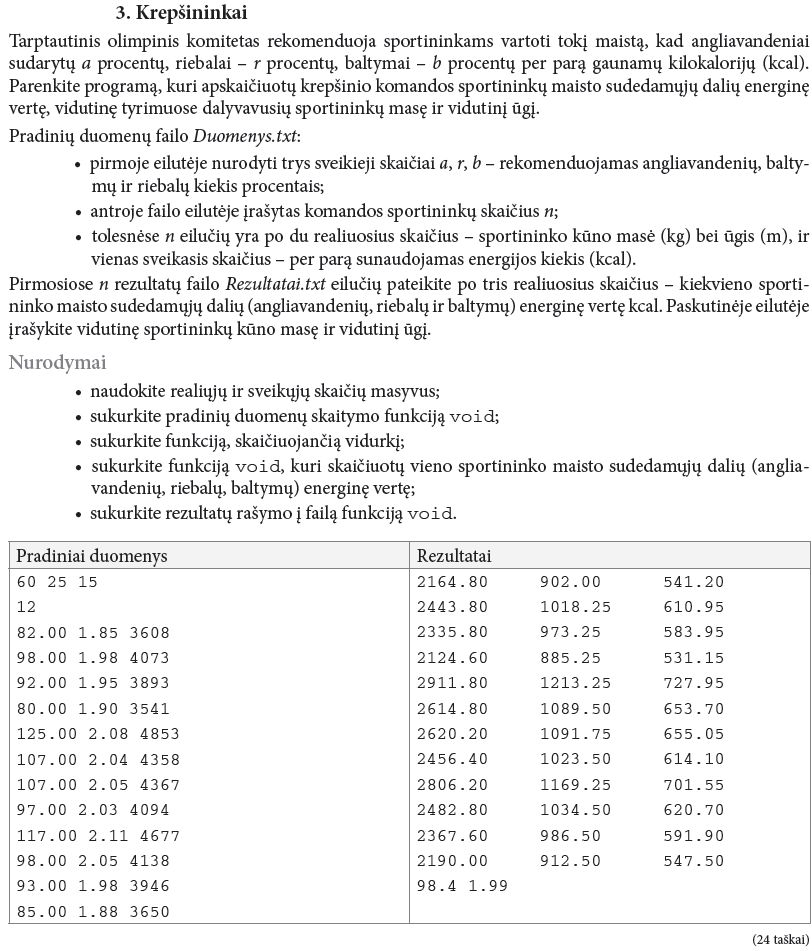 3. Krepšininkai
Tarptautinis olimpinis komitetas rekomenduoja sportininkams vartoti tokį maistą, kad angliavandeniai
sudarytų a procentų, riebalai – r procentų, baltymai – b procentų per parą gaunamų kilokalorijų (kcal).
Parenkite programą, kuri apskaičiuotų krepšinio komandos sportininkų maisto sudedamųjų dalių energinę
vertę, vidutinę tyrimuose dalyvavusių sportininkų masę ir vidutinį ūgį.
Pradinių duomenų failo Duomenys.txt:
• pirmoje eilutėje nurodyti trys sveikieji skaičiai a, r, b – rekomenduojamas angliavandenių, balty-
mų ir riebalų kiekis procentais;
• antroje failo eilutėje įrašytas komandos sportininkų skaičius n;
• tolesnėse n eilučių yra po du realiuosius skaičius – sportininko kūno masė (kg) bei ūgis (m), ir
vienas sveikasis skaičius – per parą sunaudojamas energijos kiekis (kcal).
Pirmosiose n rezultatų failo Rezultatai.txt eilučių pateikite po tris realiuosius skaičius – kiekvieno sporti-
ninko maisto sudedamųjų dalių (angliavandenių, riebalų ir baltymų) energinę vertę kcal. Paskutinėje eilutėje
įrašykite vidutinę sportininkų kūno masę ir vidutinį ūgį.
Nurodymai
• naudokite realiųjų ir sveikųjų skaičių masyvus;
• sukurkite pradinių duomenų skaitymo funkciją void;
• sukurkite funkciją, skaičiuojančią vidurkį;
• sukurkite funkciją void, kuri skaičiuotų vieno sportininko maisto sudedamųjų dalių (anglia-
vandenių, riebalų, baltymų) energinę vertę;
• sukurkite rezultatų rašymo į failą funkciją void.
Pradiniai duomenys Rezultatai
60 25 15 2164.80 902.00 541.20
12 2443.80 1018.25 610.95
82.00 1.85 3608 2335.80 973.25 583.95
98.00 1.98 4073 2124.60 885.25 531.15
92.00 1.95 3893 2911.80 1213.25 727.95
80.00 1.90 3541 2614.80 1089.50 653.70
125.00 2.08 4853 2620.20 1091.75 655.05
107.00 2.04 4358 2456.40 1023.50 614.10
107.00 2.05 4367 2806.20 1169.25 701.55
97.00 2.03 4094 2482.80 1034.50 620.70
117.00 2.11 4677 2367.60 986.50 591.90
98.00 2.05 4138 2190.00 912.50 547.50
93.00 1.98 3946 98.4 1.99
85.00 1.88 3650
(24 taškai)